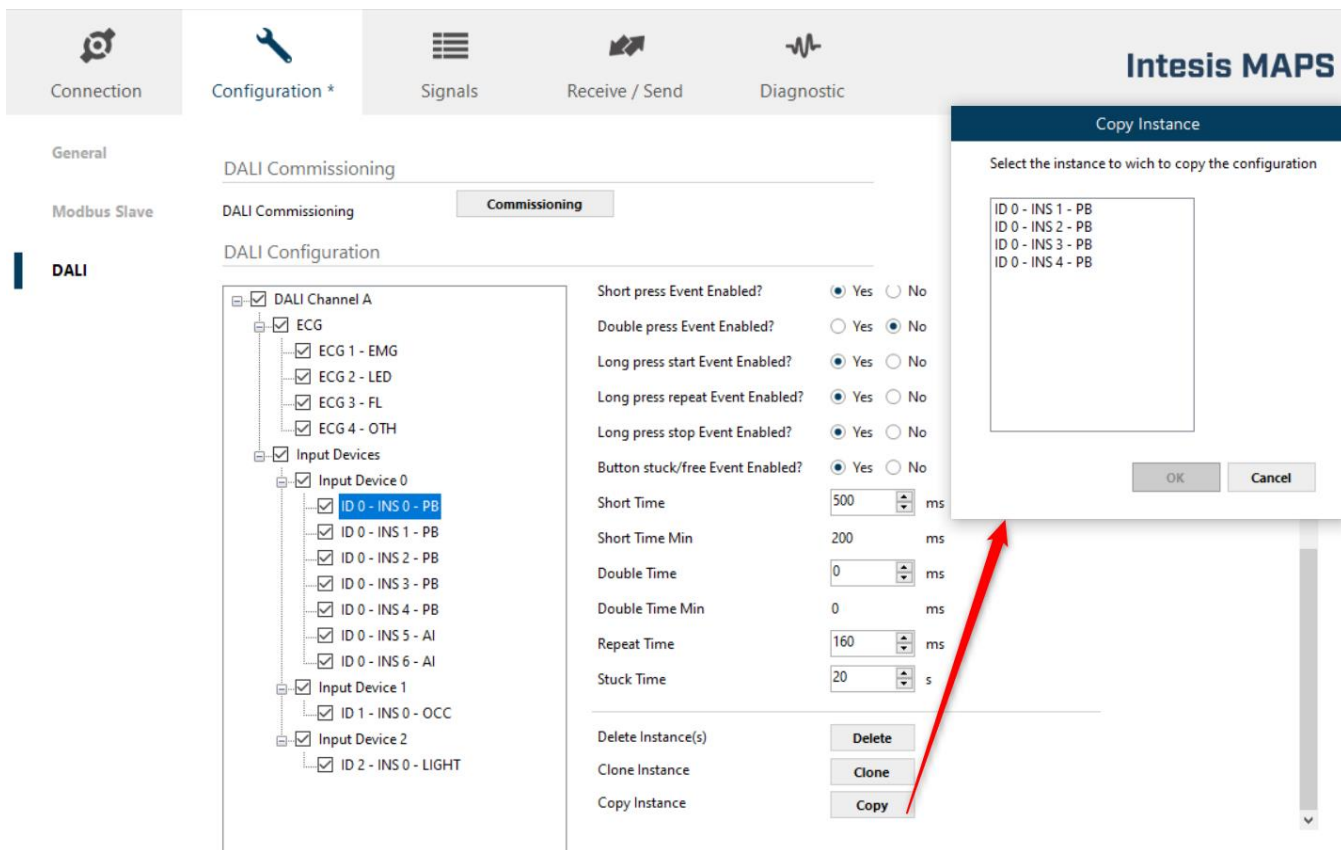 Connection
Configuration *
Signals
Receive / Send
Diagnostic
Intesis MAPS
General
Modbus Slave
DALI
DALI Commissioning
DALI Commissioning
Commissioning
DALI Configuration
DALI Channel A
ECG
ECG 1 - EMG
ECG 2 - LED
ECG 3 - FL
ECG 4 - OTH
Input Devices
Input Device 0
ID 0 - INS 0 - PB
ID 0 - INS 1 - PB
ID 0 - INS 2 - PB
ID 0 - INS 3 - PB
ID 0 - INS 4 - PB
ID 0 - INS 5 - AI
ID 0 - INS 6 - AI
Input Device 1
ID 1 - INS 0 - OCC
Input Device 2
ID 2 - INS 0 - LIGHT
Short press Event Enabled? Yes No
Double press Event Enabled? Yes No
Long press start Event Enabled? Yes No
Long press repeat Event Enabled? Yes No
Long press stop Event Enabled? Yes No
Button stuck/free Event Enabled? Yes No
Short Time 500 ms
Short Time Min 200 ms
Double Time 0 ms
Double Time Min 0 ms
Repeat Time 160 ms
Stuck Time 20 s
Delete Instance(s) Delete
Clone Instance Clone
Copy Instance Copy
Copy Instance
Select the instance to wich to copy the configuration
ID 0 - INS 1 - PB
ID 0 - INS 2 - PB
ID 0 - INS 3 - PB
ID 0 - INS 4 - PB
OK Cancel